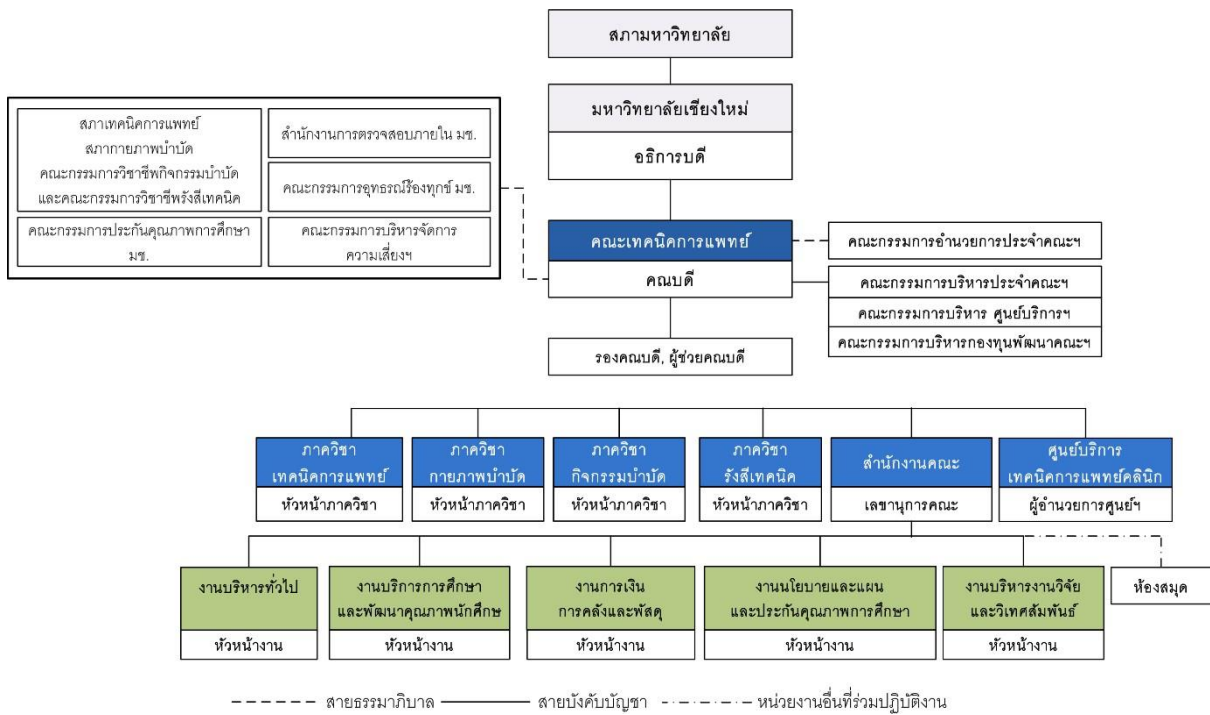 สภามหาวิทยาลัย
มหาวิทยาลัยเชียงใหม่
อธิการบดี
สภาเทคนิคการแพทย์
สภากายภาพบำบัด
คณะกรรมการวิชาชีพกิจกรรมบำบัด
และคณะกรรมการวิชาชีพรังสีเทคนิค
สำนักงานการตรวจสอบภายใน มช.
คณะกรรมการอุทธรณ์ร้องทุกข์ มช.
คณะกรรมการประกันคุณภาพการศึกษา
มช.
คณะกรรมการบริหารจัดการ
ความเสี่ยงฯ
คณะเทคนิคการแพทย์
คณบดี
คณะกรรมการอำนวยการประจำคณะฯ
คณะกรรมการบริหารประจำคณะฯ
คณะกรรมการบริหาร ศูนย์บริการฯ
คณะกรรมการบริหารกองทุนพัฒนาคณะฯ
รองคณบดี, ผู้ช่วยคณบดี
ภาควิชา
เทคนิคการแพทย์
หัวหน้าภาควิชา
ภาควิชา
กายภาพบำบัด
หัวหน้าภาควิชา
ภาควิชา
กิจกรรมบำบัด
หัวหน้าภาควิชา
ภาควิชา
รังสีเทคนิค
หัวหน้าภาควิชา
สำนักงานคณะ
เลขานุการคณะ
ศูนย์บริการ
เทคนิคการแพทย์คลินิก
ผู้อำนวยการศูนย์ฯ
งานบริหารทั่วไป
หัวหน้างาน
งานบริการการศึกษา
และพัฒนาคุณภาพนักศึกษ
หัวหน้างาน
งานการเงิน
การคลังและพัสดุ
หัวหน้างาน
งานนโยบายและแผน
และประกันคุณภาพการศึกษา
หัวหน้างาน
งานบริหารงานวิจัย
และวิเทศสัมพันธ์
หัวหน้างาน
ห้องสมุด
สายธรรมาภิบาล
สายบังคับบัญชา
หน่วยงานอื่นที่ร่วมปฏิบัติงาน